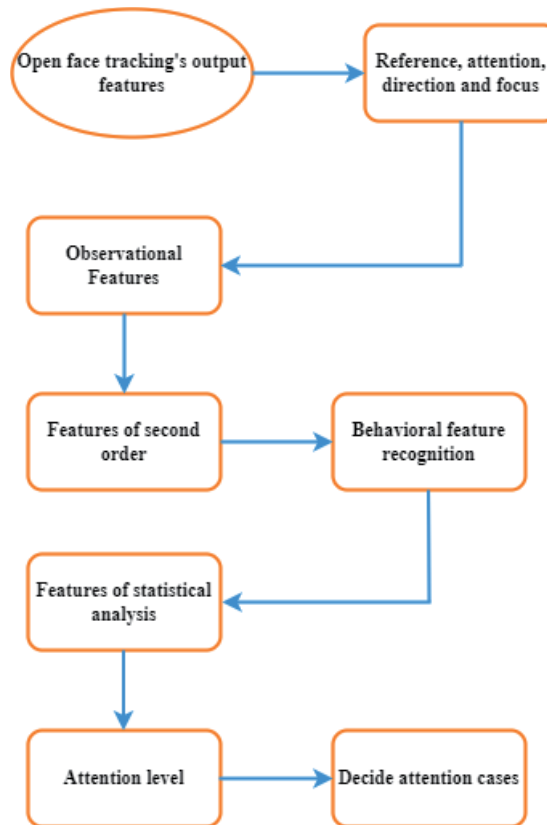 Open face tracking's output
features
Reference, attention,
direction and focus
Observational
Features
Features of second
order
Behavioral feature
recognition
Features of statistical
analysis
Attention level
Decide attention cases